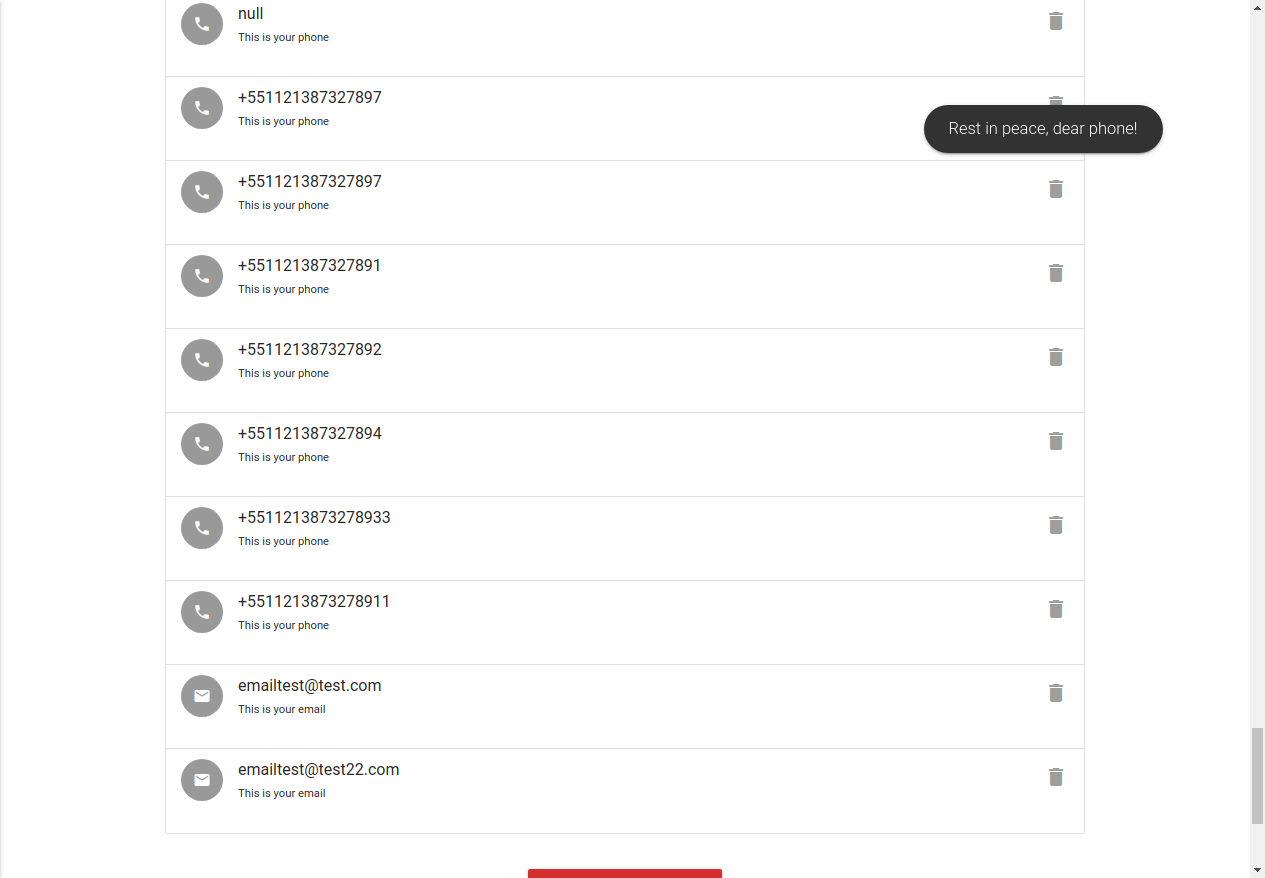 null
This is your phone
+551121387327897
This is your phone
Rest in peace, dear phone!
+551121387327897
This is your phone
+551121387327891
This is your phone
+551121387327892
This is your phone
+551121387327894
This is your phone
+5511213873278933
This is your phone
+5511213873278911
This is your phone
emailtest@test.com
This is your email
emailtest@test22.com
This is your email